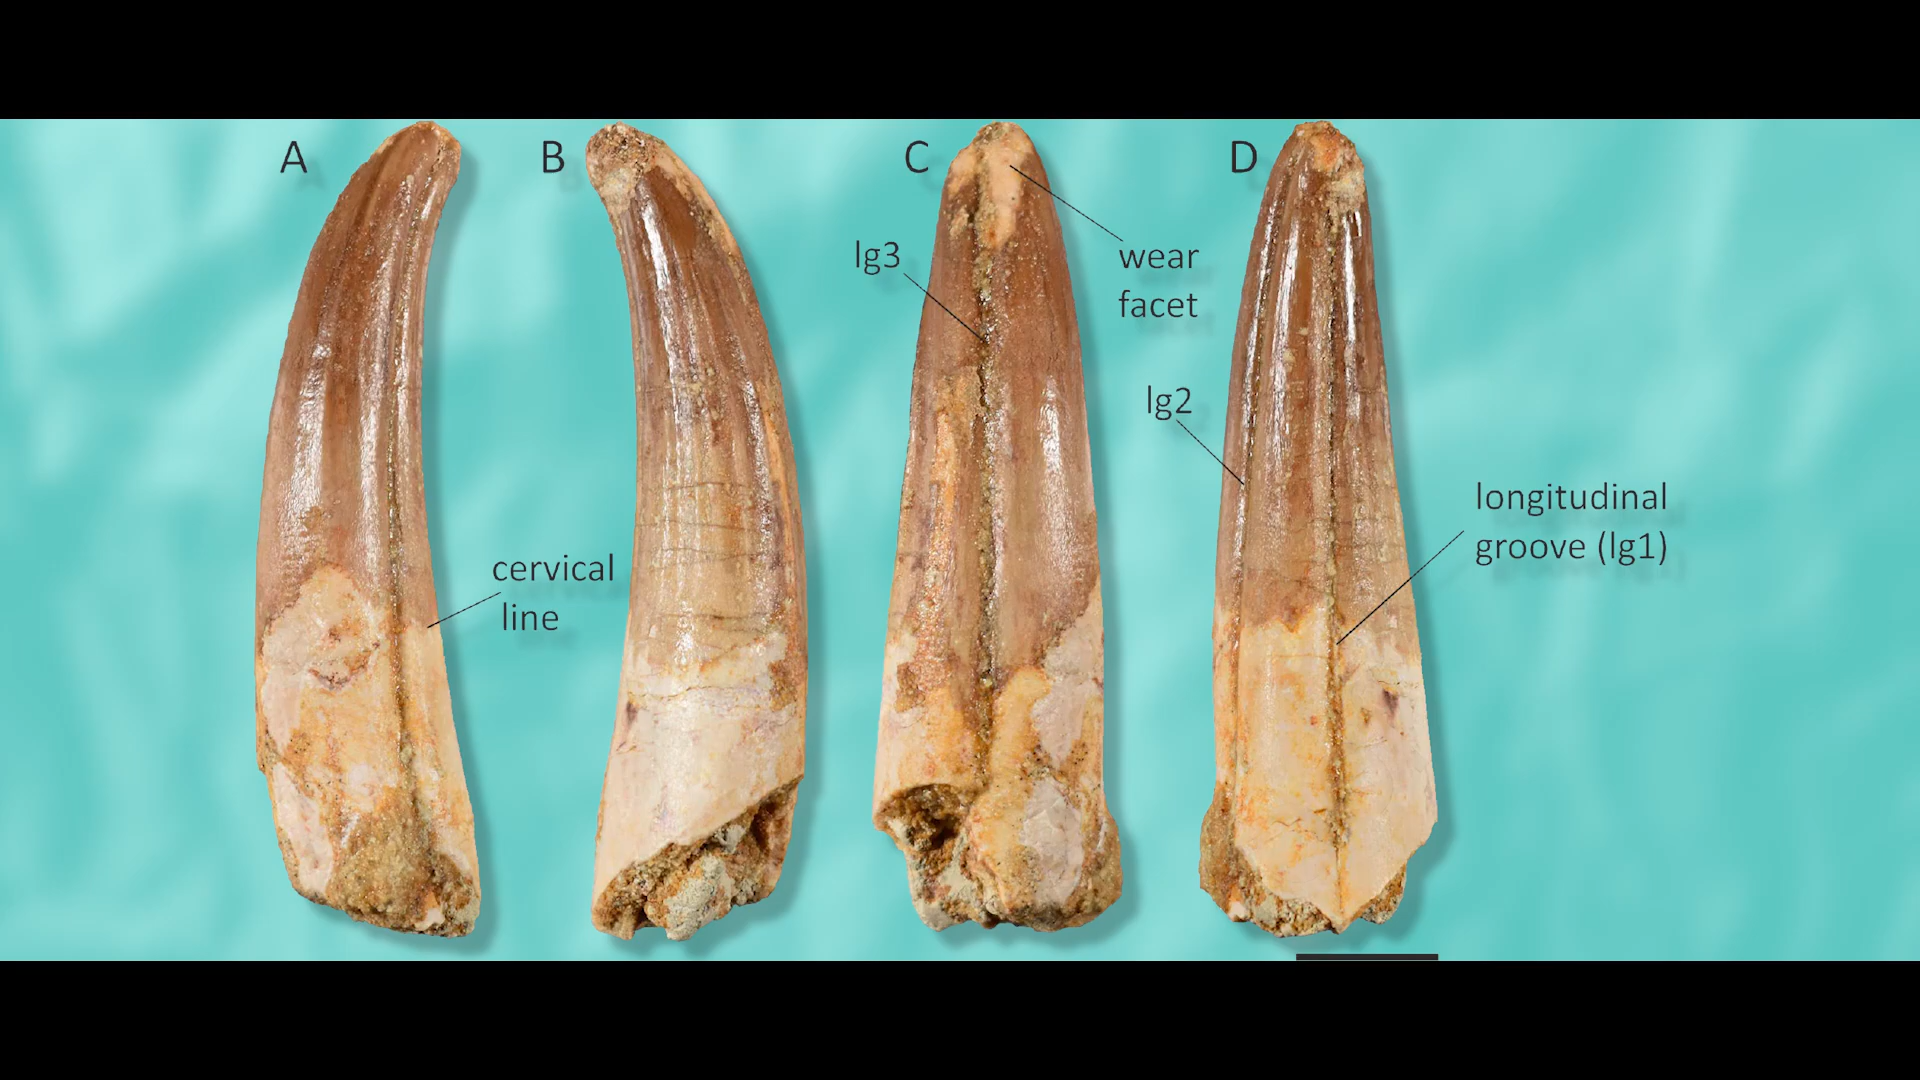 A
B
C
D
wear
facet
lg3
lg2
longitudinal
groove (lg1)
cervical
line